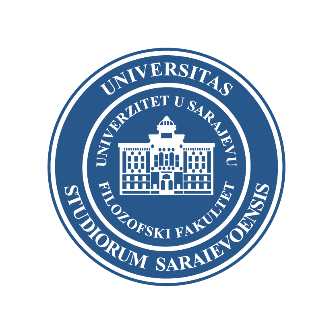 UNIVERSITAS
STUDIORUM SARAIEVOENSIS
UNIVERZITET U SARAJEVU
FILOZOFSKI FAKULTET